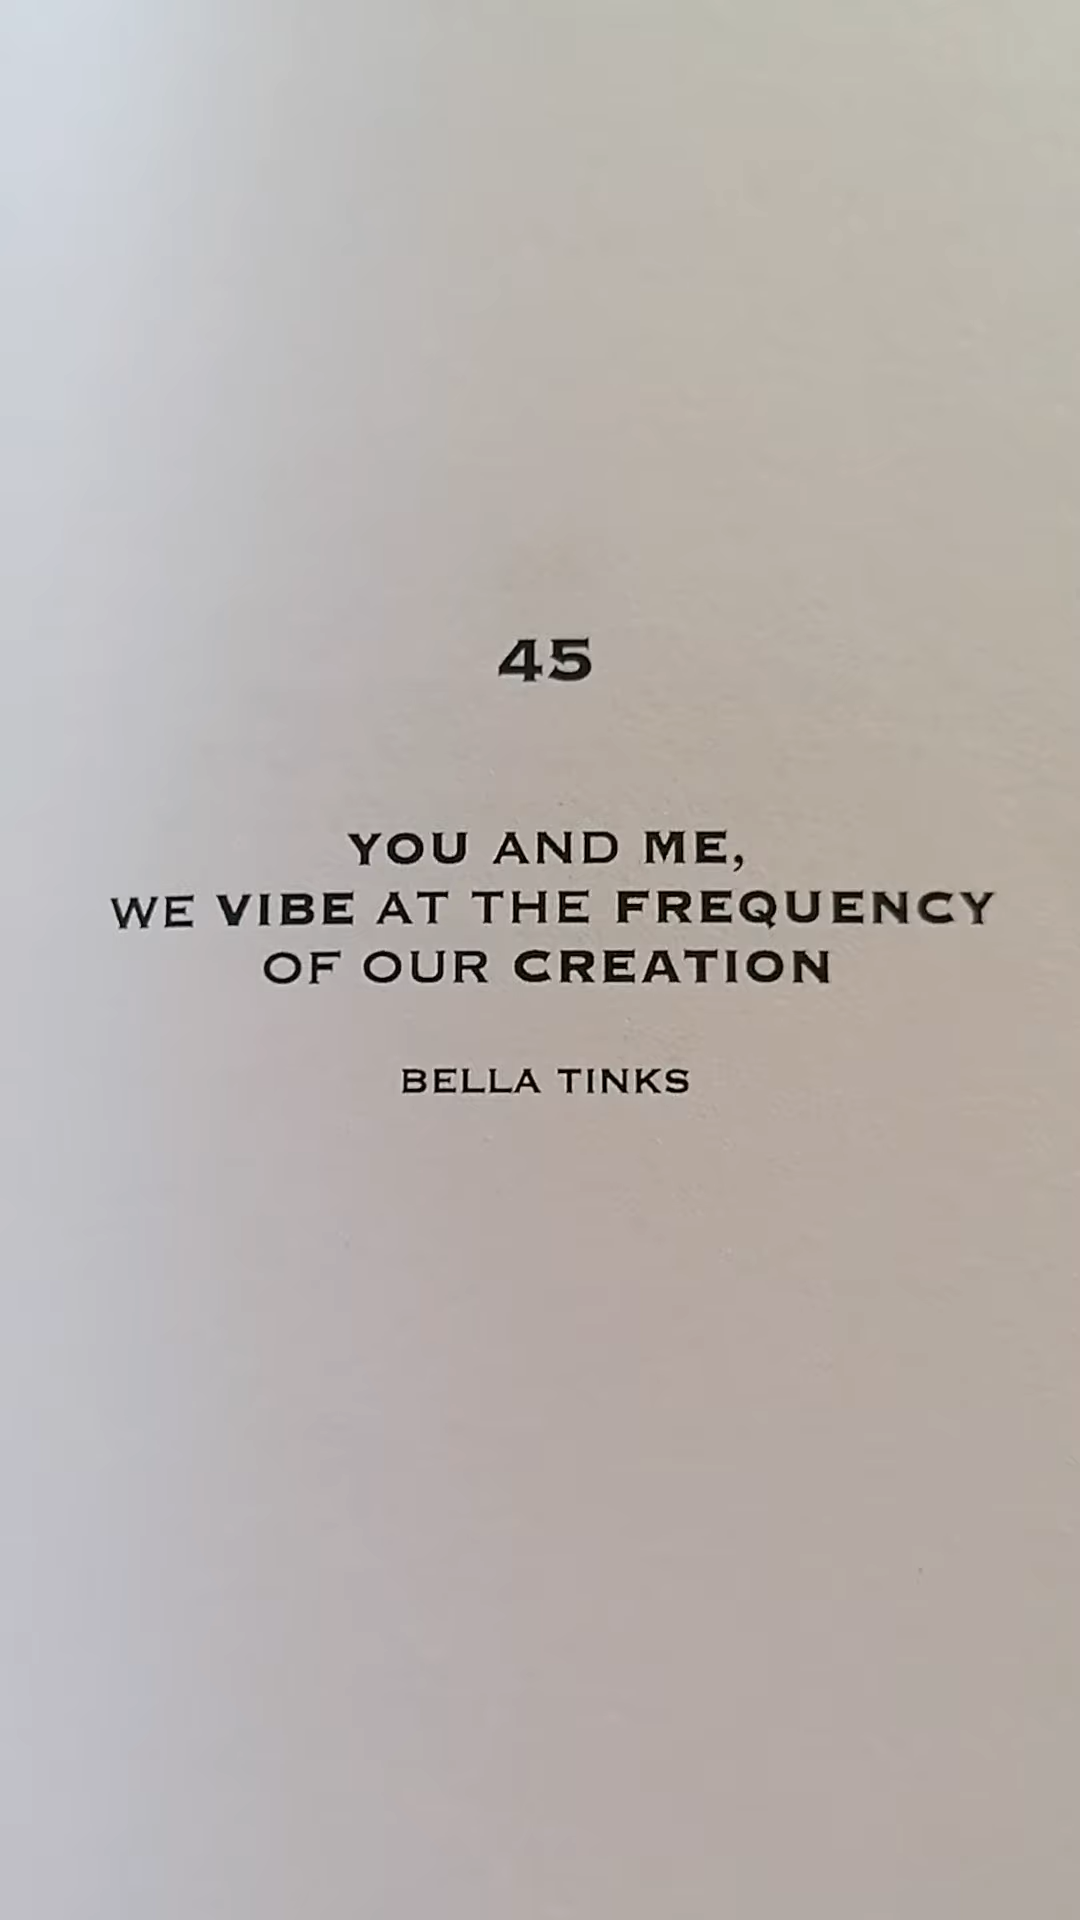 45
YOU AND ME,
WE VIBE AT THE FREQUENCY
OF OUR CREATION
BELLA TINKS